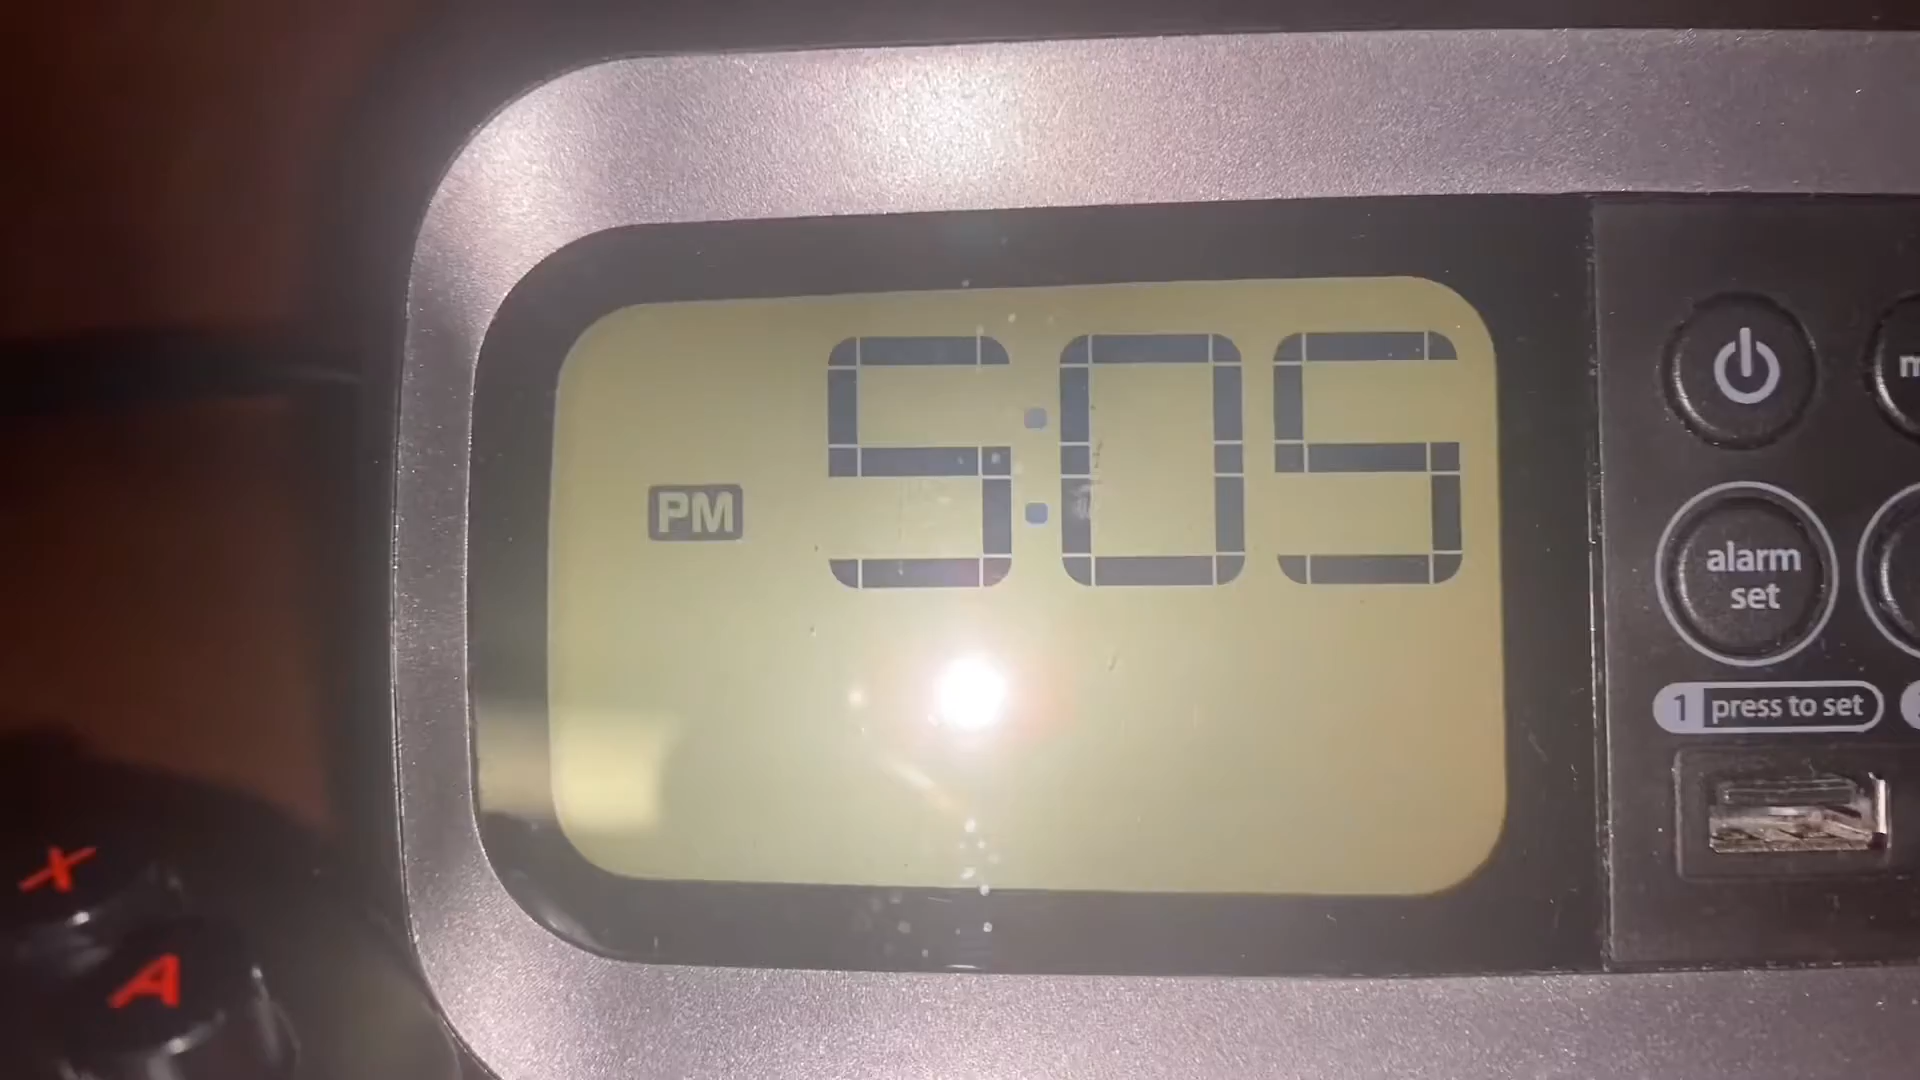 5:05
PM
alarm
set
1 press to set
X
A